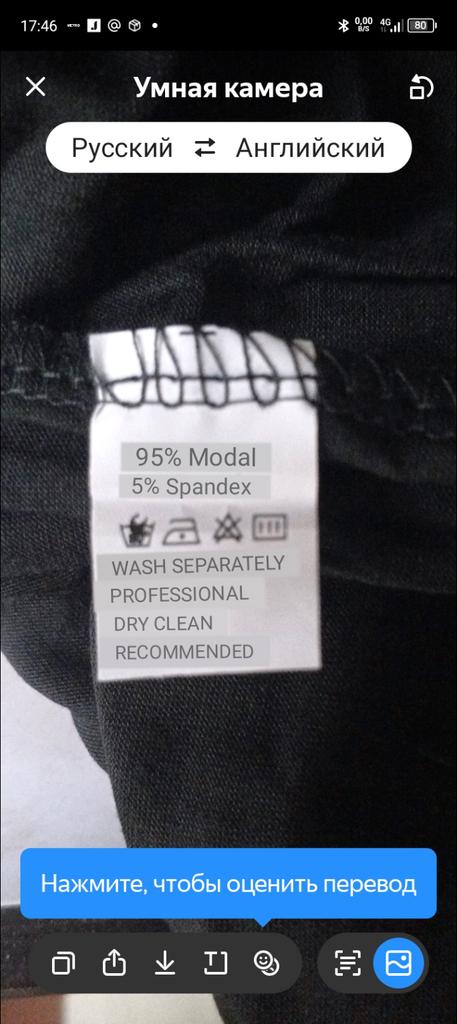 17:46
0,00
B/S
4G
80
Умная камера
Русский
Английский
95% Modal
5% Spandex
WASH SEPARATELY
PROFESSIONAL
DRY CLEAN
RECOMMENDED
Нажмите, чтобы оценить перевод